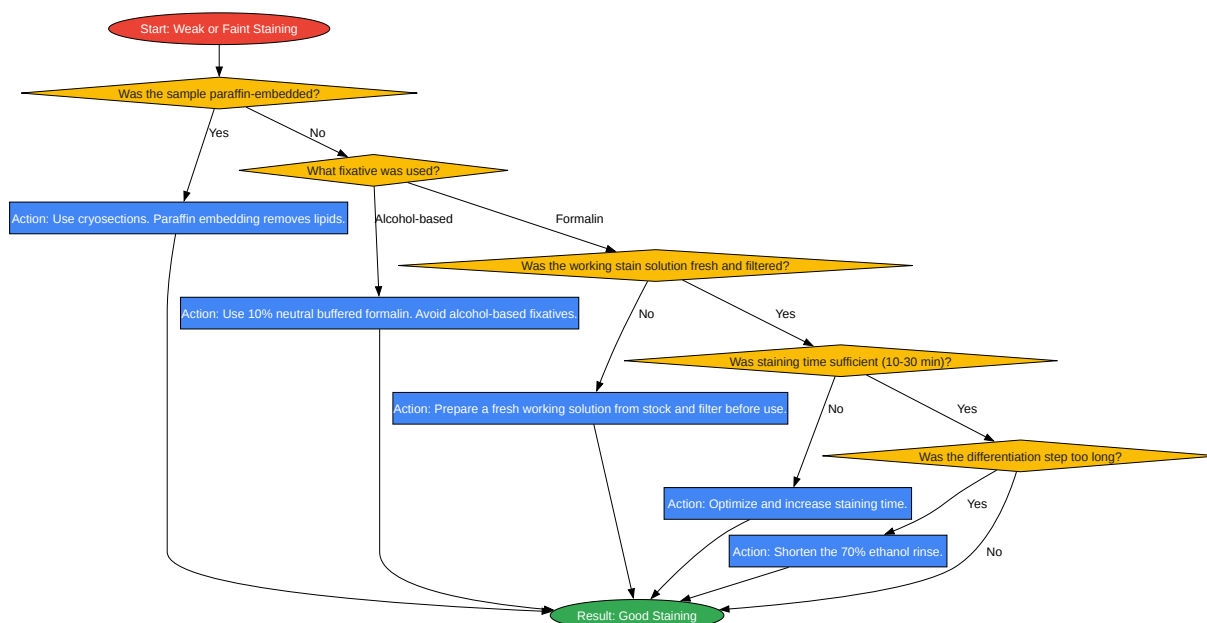 Start: Weak or Faint Staining
Was the sample paraffin-embedded?
Yes
No
What fixative was used?
Action: Use cryosections. Paraffin embedding removes lipids.
Alcohol-based
Formalin
Was the working stain solution fresh and filtered?
Action: Use 10% neutral buffered formalin. Avoid alcohol-based fixatives.
No
Yes
Was staining time sufficient (10-30 min)?
Action: Prepare a fresh working solution from stock and filter before use.
No
Yes
Was the differentiation step too long?
Action: Optimize and increase staining time.
Yes
Action: Shorten the 70% ethanol rinse.
No
Result: Good Staining